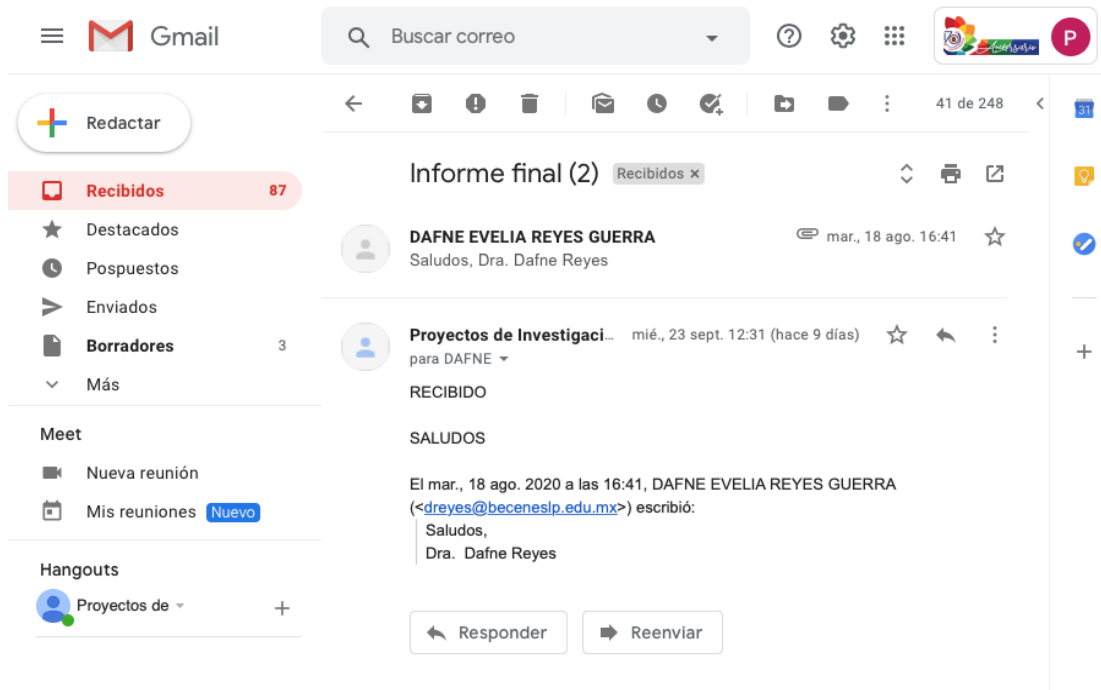 Gmail
Buscar correo
70 Aniversario
P
Redactar
41 de 248
31
Recibidos 87
Destacados
Pospuestos
Enviados
Borradores 3
Más
Meet
Nueva reunión
Mis reuniones Nuevo
Hangouts
Proyectos de
Informe final (2) Recibidos x
DAFNE EVELIA REYES GUERRA mar., 18 ago. 16:41
Saludos, Dra. Dafne Reyes
Proyectos de Investigaci... mié., 23 sept. 12:31 (hace 9 días)
para DAFNE
RECIBIDO
SALUDOS
El mar., 18 ago. 2020 a las 16:41, DAFNE EVELIA REYES GUERRA
(<dreyes@beceneslp.edu.mx>) escribió:
Saludos,
Dra. Dafne Reyes
Responder
Reenviar